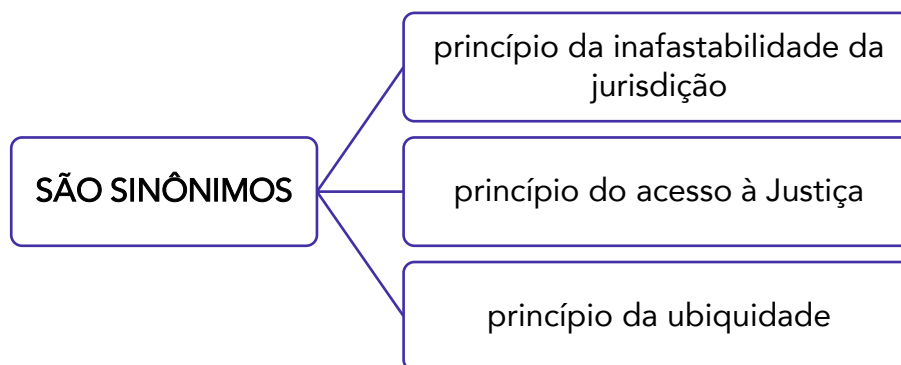 princípio da inafastabilidade da
jurisdição
SÃO SINÔNIMOS
princípio do acesso à Justiça
princípio da ubiquidade